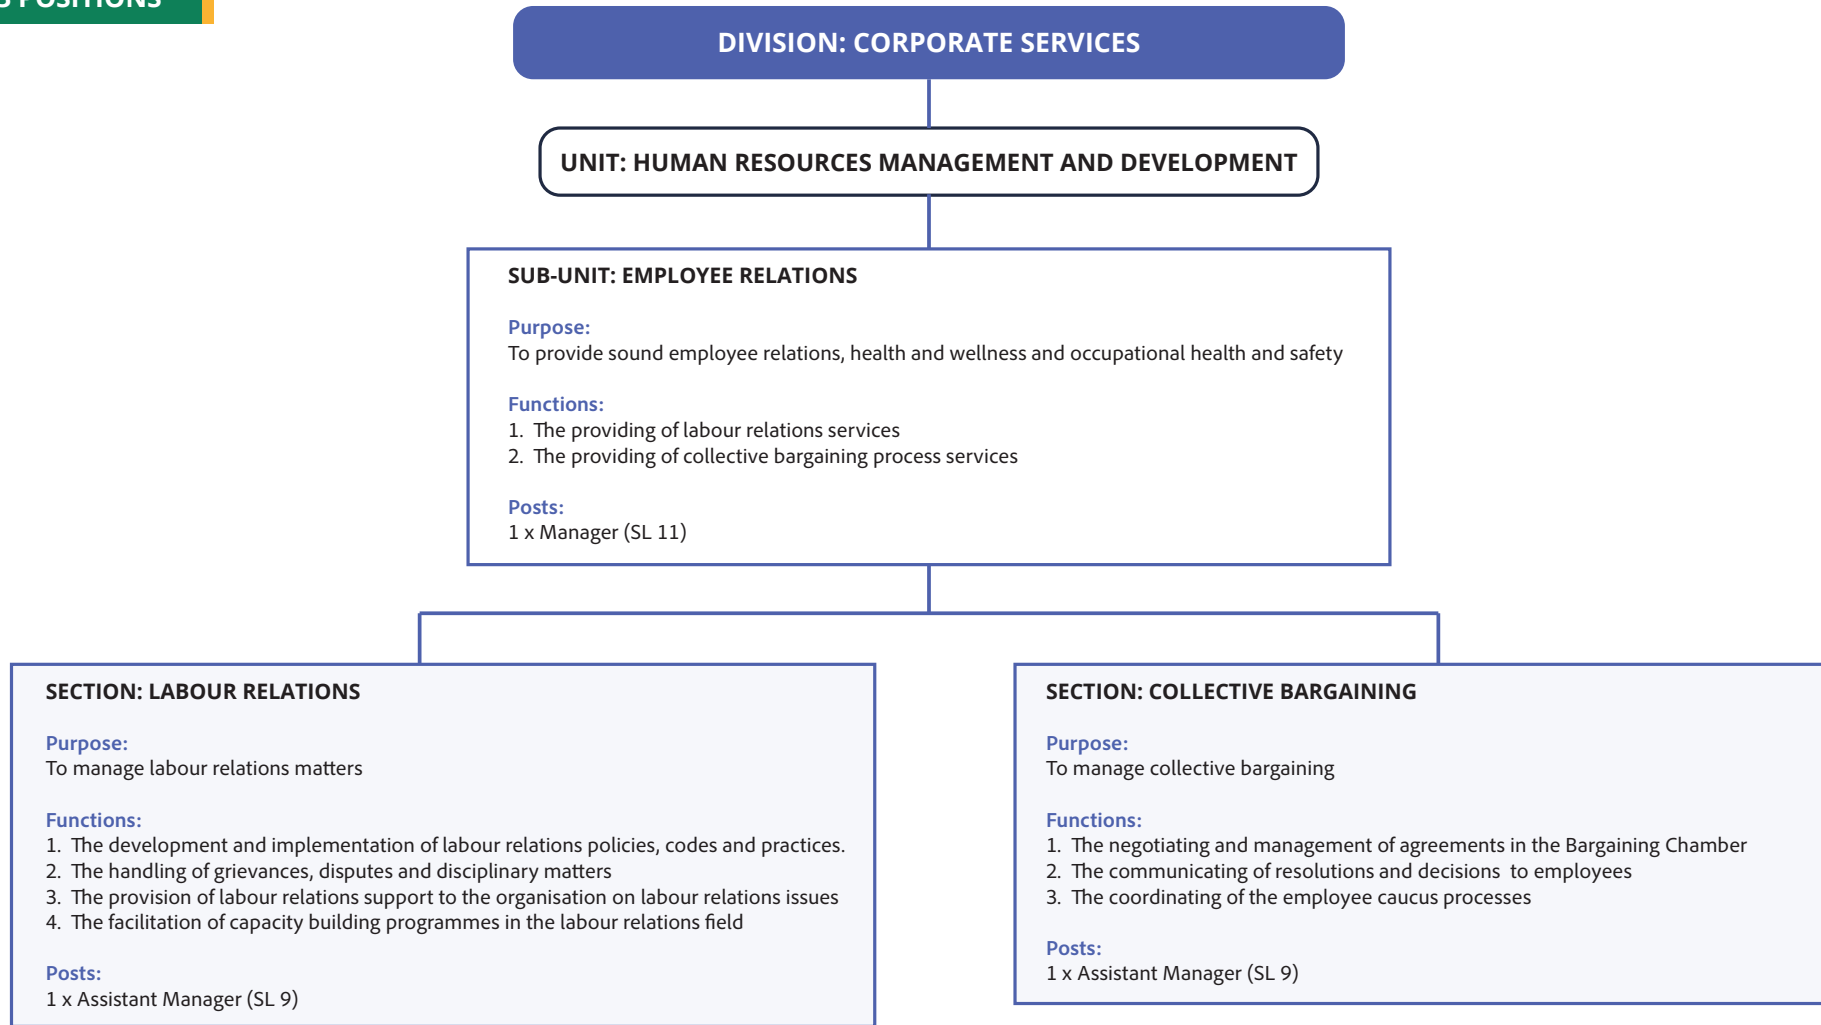 POSITIONS
DIVISION: CORPORATE SERVICES
UNIT: HUMAN RESOURCES MANAGEMENT AND DEVELOPMENT
SUB-UNIT: EMPLOYEE RELATIONS
Purpose:
To provide sound employee relations, health and wellness and occupational health and safety
Functions:
1. The providing of labour relations services
2. The providing of collective bargaining process services
Posts:
1 x Manager (SL 11)
SECTION: LABOUR RELATIONS
Purpose:
To manage labour relations matters
Functions:
1. The development and implementation of labour relations policies, codes and practices.
2. The handling of grievances, disputes and disciplinary matters
3. The provision of labour relations support to the organisation on labour relations issues
4. The facilitation of capacity building programmes in the labour relations field
Posts:
1 x Assistant Manager (SL 9)
SECTION: COLLECTIVE BARGAINING
Purpose:
To manage collective bargaining
Functions:
1. The negotiating and management of agreements in the Bargaining Chamber
2. The communicating of resolutions and decisions  to employees
3. The coordinating of the employee caucus processes
Posts:
1 x Assistant Manager (SL 9)